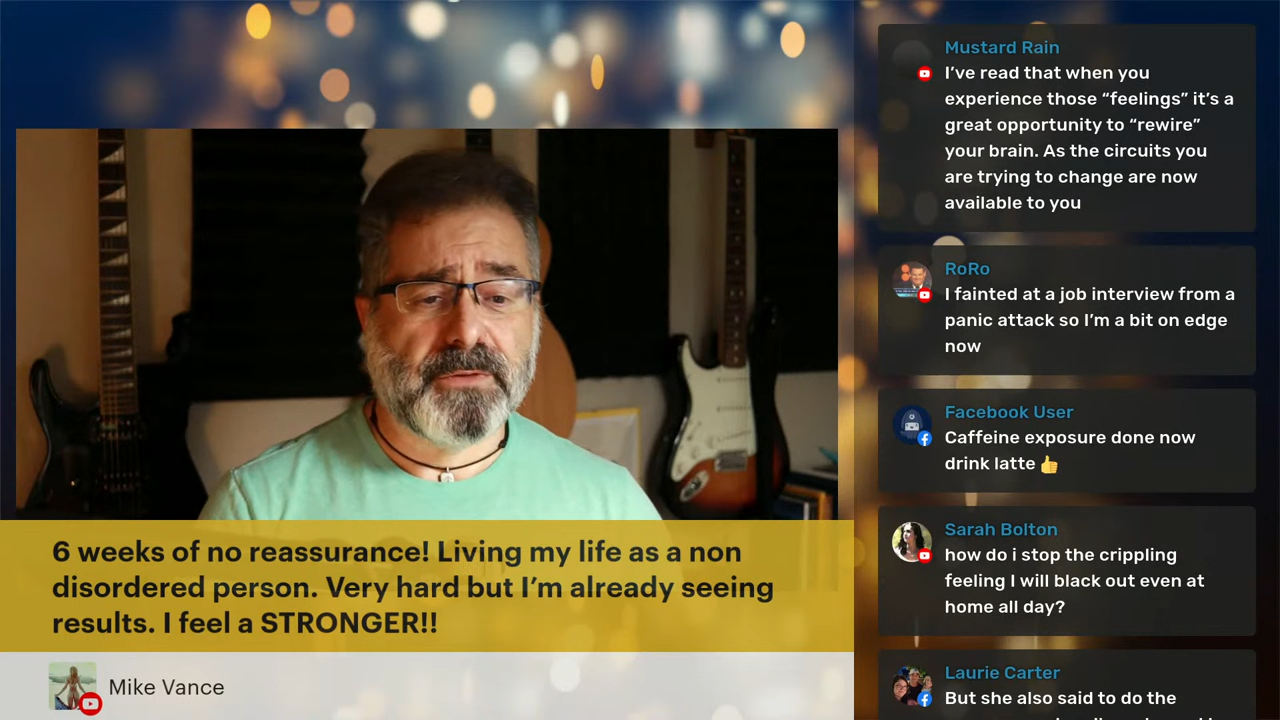 6 weeks of no reassurance! Living my life as a non
disordered person. Very hard but I’m already seeing
results. I feel a STRONGER!!
Mike Vance
Mustard Rain
I’ve read that when you
experience those “feelings” it’s a
great opportunity to “rewire”
your brain. As the circuits you
are trying to change are now
available to you
RoRo
I fainted at a job interview from a
panic attack so I’m a bit on edge
now
Facebook User
Caffeine exposure done now
drink latte 👍
Sarah Bolton
how do i stop the crippling
feeling I will black out even at
home all day?
Laurie Carter
But she also said to do the